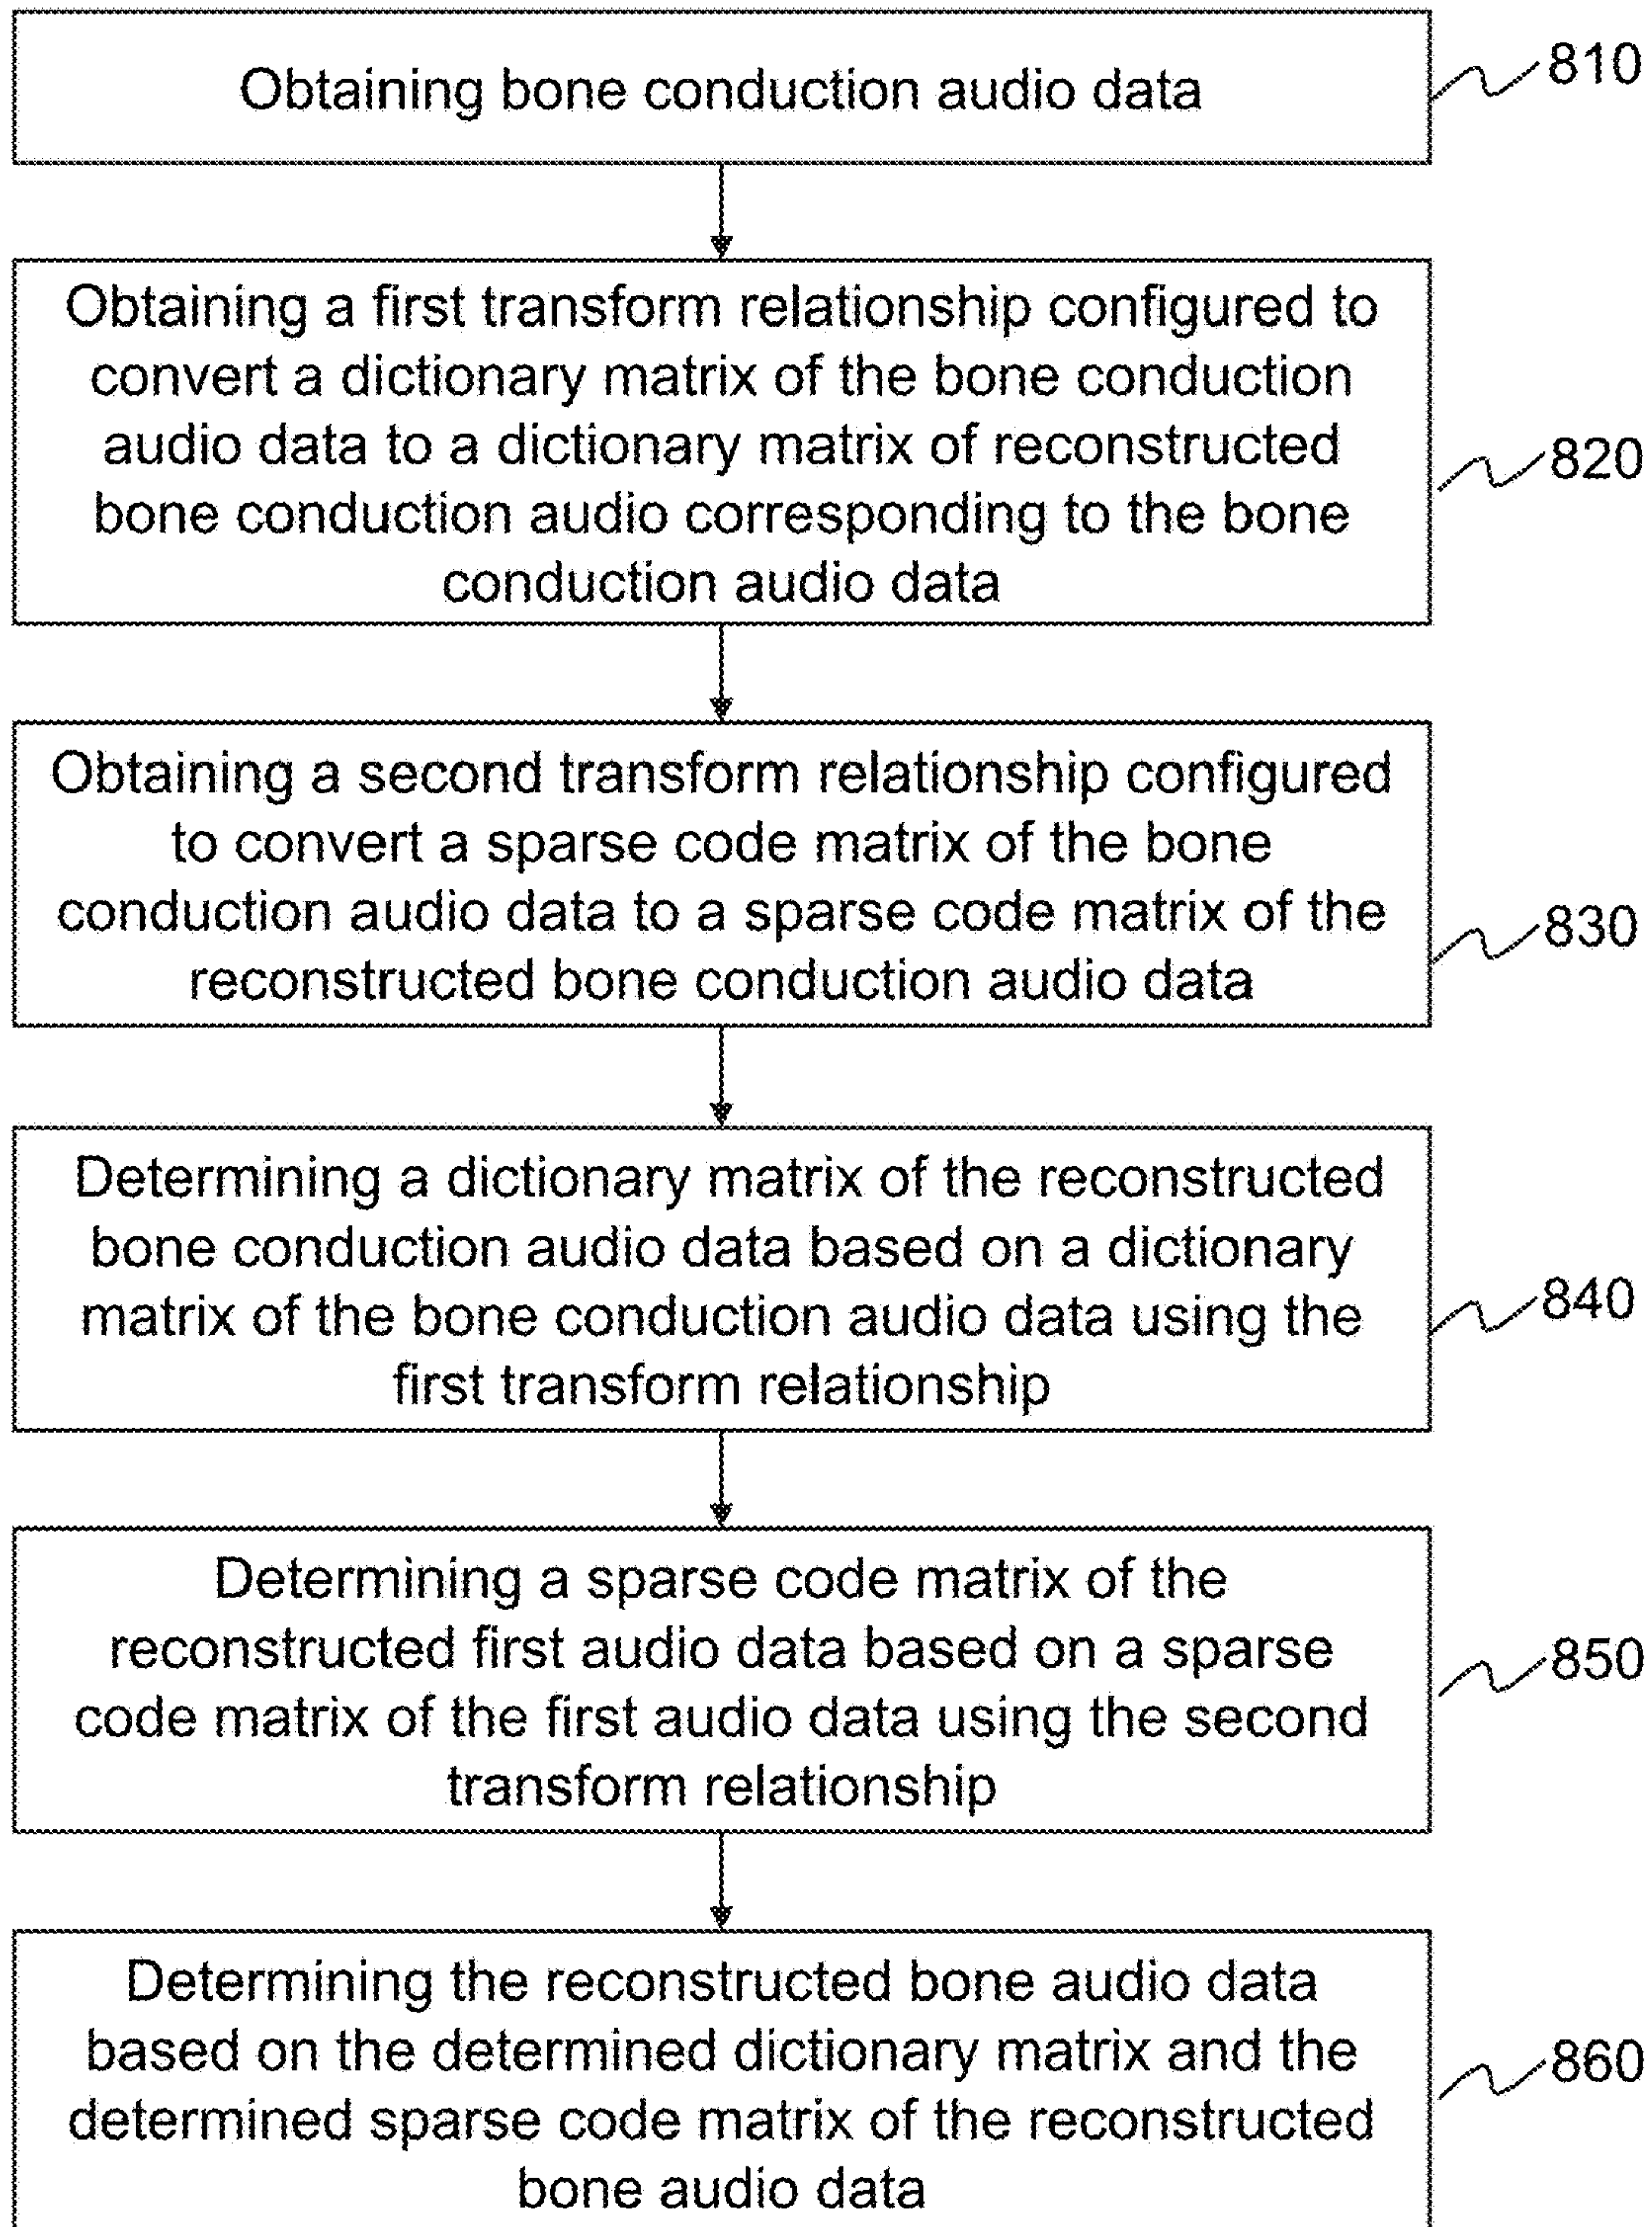 Obtaining bone conduction audio data
810
Obtaining a first transform relationship configured to
convert a dictionary matrix of the bone conduction
audio data to a dictionary matrix of reconstructed
bone conduction audio corresponding to the bone
conduction audio data
820
Obtaining a second transform relationship configured
to convert a sparse code matrix of the bone
conduction audio data to a sparse code matrix of the
reconstructed bone conduction audio data
830
Determining a dictionary matrix of the reconstructed
bone conduction audio data based on a dictionary
matrix of the bone conduction audio data using the
first transform relationship
840
Determining a sparse code matrix of the
reconstructed first audio data based on a sparse
code matrix of the first audio data using the second
transform relationship
850
Determining the reconstructed bone audio data
based on the determined dictionary matrix and the
determined sparse code matrix of the reconstructed
bone audio data
860